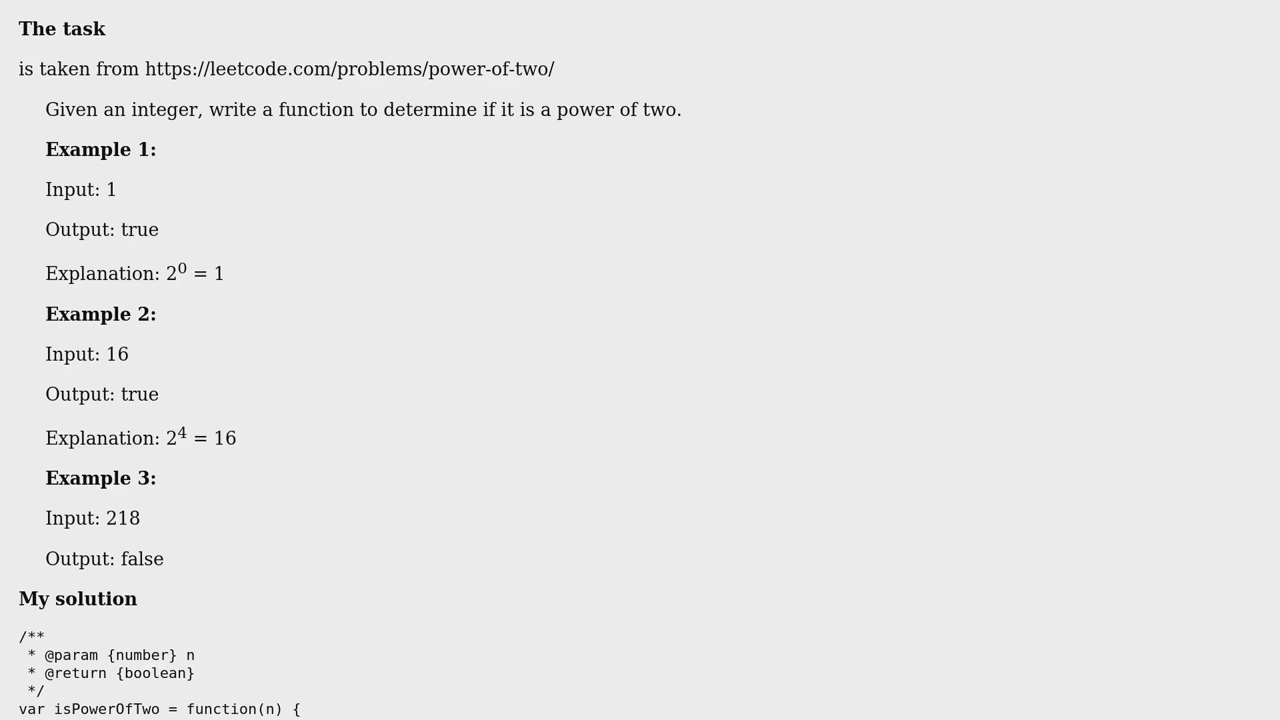 The task
is taken from https://leetcode.com/problems/power-of-two/
Given an integer, write a function to determine if it is a power of two.
Example 1:
Input: 1
Output: true
Explanation: 2⁰ = 1
Example 2:
Input: 16
Output: true
Explanation: 2⁴ = 16
Example 3:
Input: 218
Output: false
My solution
/**
 * @param {number} n
 * @return {boolean}
 */
var isPowerOfTwo = function(n) {